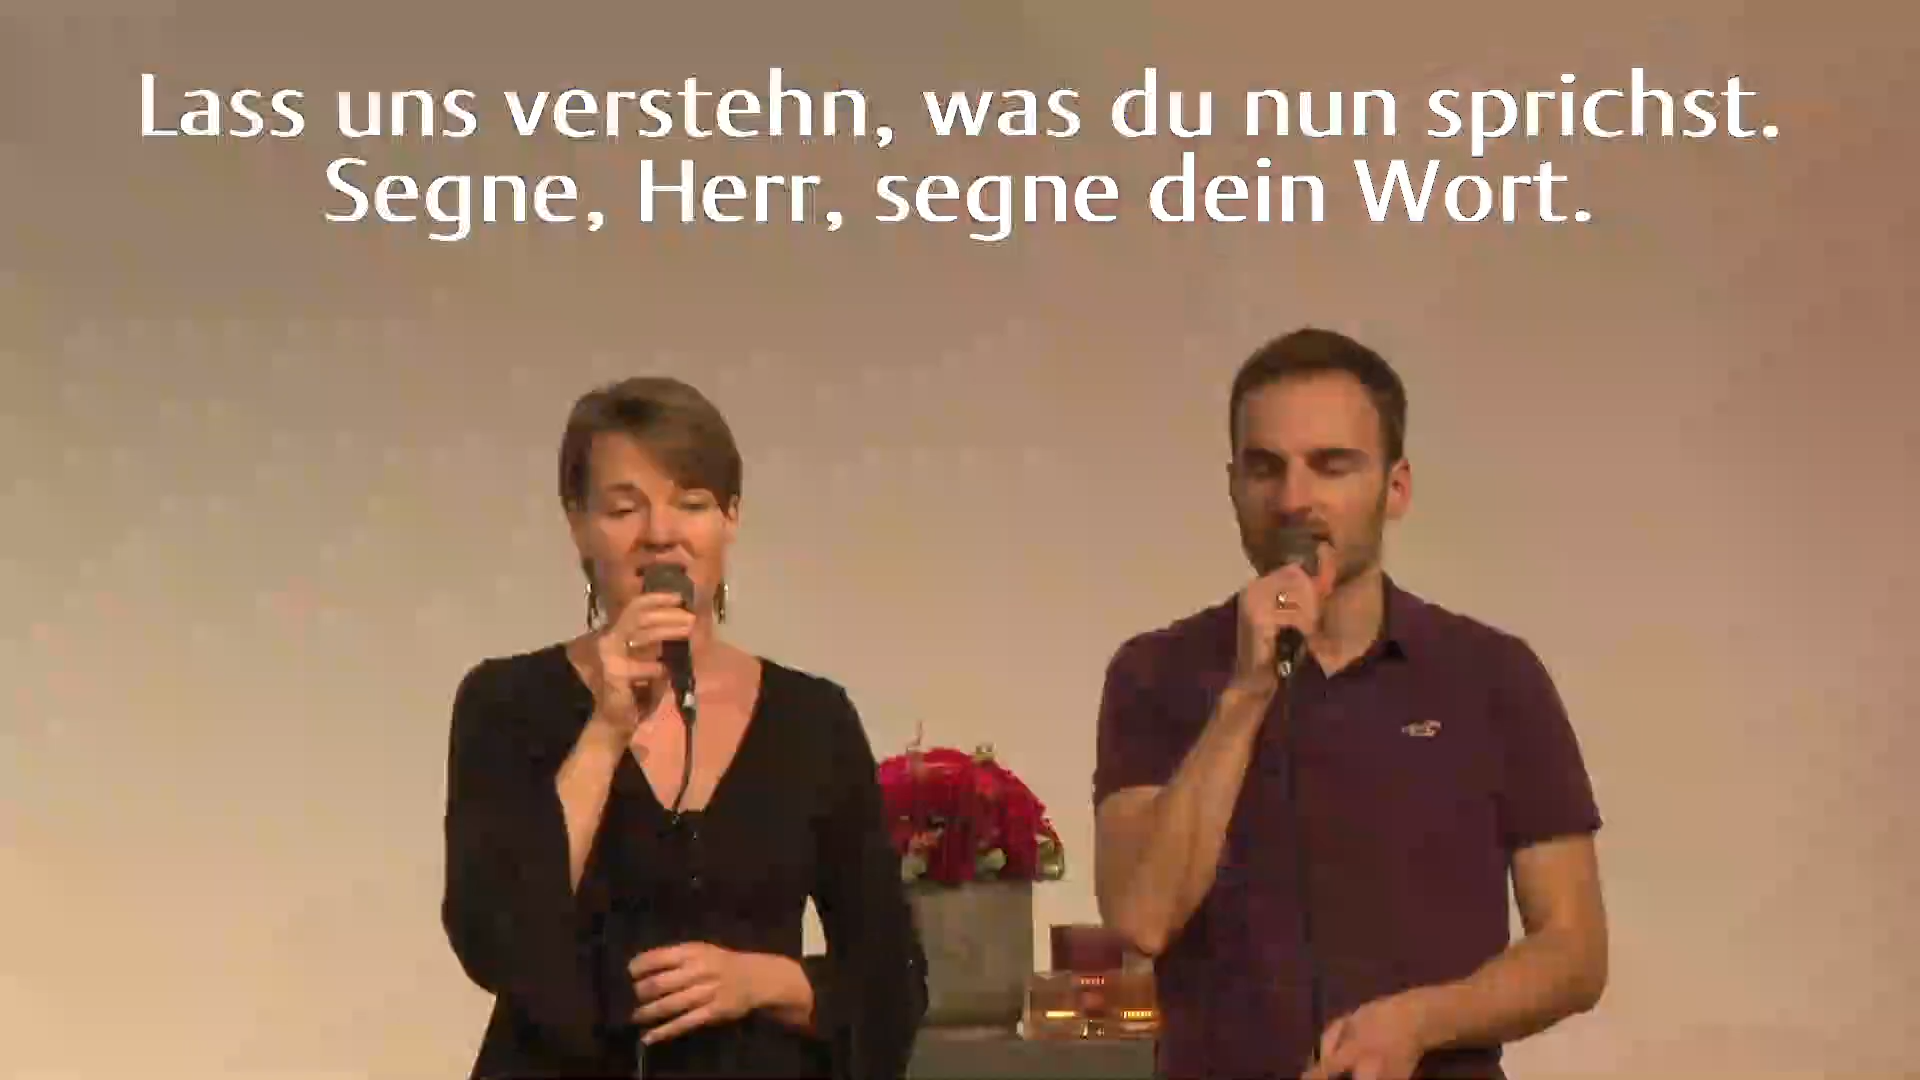 Lass uns verstehn, was du nun sprichst.
Segne, Herr, segne dein Wort.